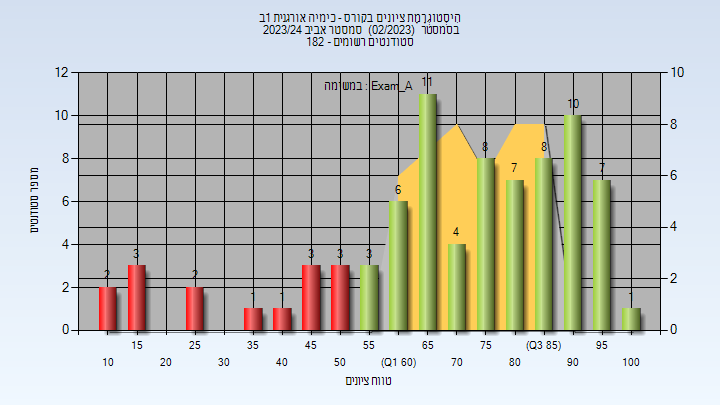 היסטוגרמת ציונים בקורס - כימיה אורגנית 1ב
בסמסטר (02/2023) סמסטר אביב 2023/24
סטודנטים רשומים - 182
במשימה : Exam_A
מספר סטודנטים
12 10 8 6 4 2 0
10 8 6 4 2 0
2 3 2 1 1 3 3 3 6 11 4 8 7 8 10 7 1
15 25 35 45 55 65 75 (Q3 85) 95
10 20 30 40 50 (Q1 60) 70 80 90 100
טווח ציונים